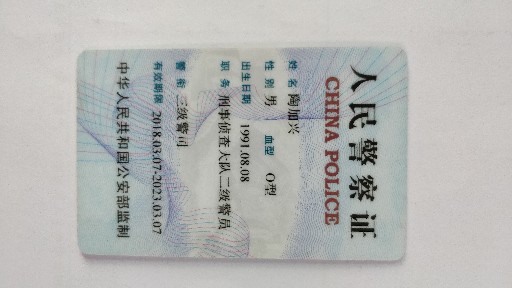 人民警察证
CHINA POLICE
姓名 陶加兴
性别 男 血型 O型
出生日期 1991.08.08
职务 刑事侦查大队二级警员
警衔 三级警司
有效期限 2018.03.07-2023.03.07
中华人民共和国公安部监制